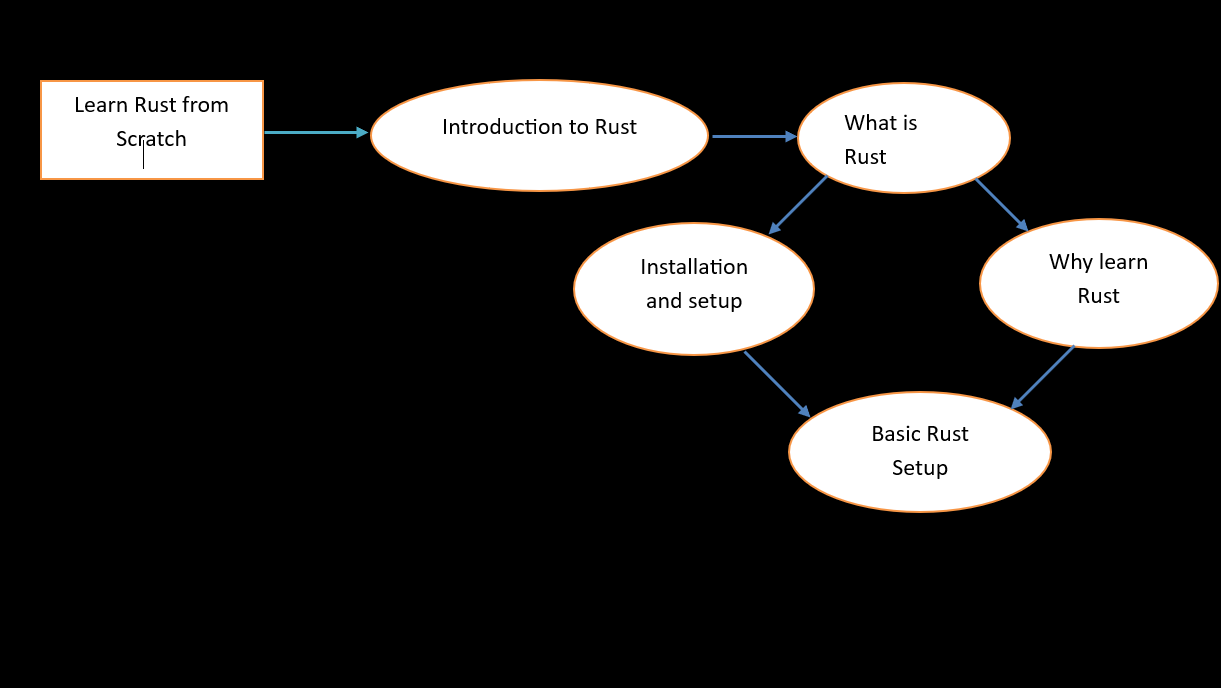 Learn Rust from
Scratch
Introduction to Rust
What is
Rust
Installation
and setup
Why learn
Rust
Basic Rust
Setup